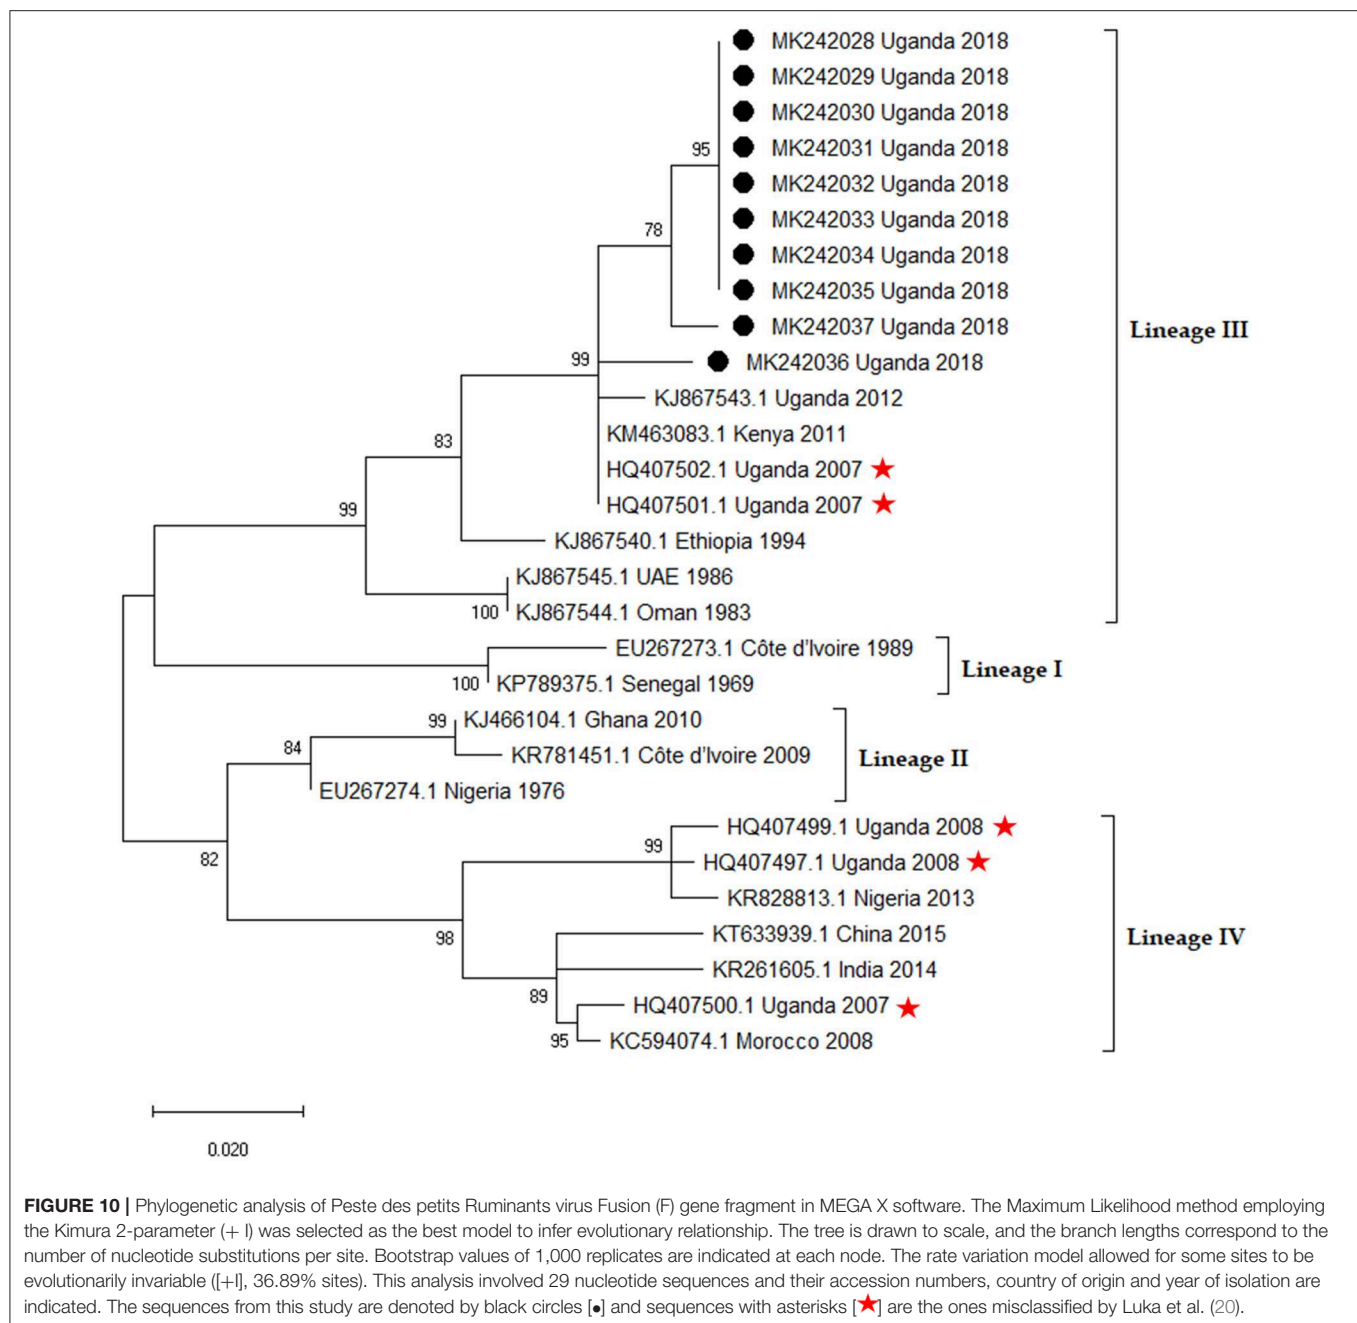 MK242028 Uganda 2018
MK242029 Uganda 2018
MK242030 Uganda 2018
95 MK242031 Uganda 2018
MK242032 Uganda 2018
MK242033 Uganda 2018
78
MK242034 Uganda 2018
MK242035 Uganda 2018
MK242037 Uganda 2018
Lineage III
99 MK242036 Uganda 2018
KJ867543.1 Uganda 2012
83 KM463083.1 Kenya 2011
HQ407502.1 Uganda 2007 ★
99 HQ407501.1 Uganda 2007 ★
KJ867540.1 Ethiopia 1994
KJ867545.1 UAE 1986
100 KJ867544.1 Oman 1983
EU267273.1 Côte d'Ivoire 1989
Lineage I
100 KP789375.1 Senegal 1969
99 KJ466104.1 Ghana 2010
84 KR781451.1 Côte d'Ivoire 2009
Lineage II
EU267274.1 Nigeria 1976
HQ407499.1 Uganda 2008 ★
99
82
HQ407497.1 Uganda 2008 ★
KR828813.1 Nigeria 2013
98 KT633939.1 China 2015
Lineage IV
KR261605.1 India 2014
89
HQ407500.1 Uganda 2007 ★
95 KC594074.1 Morocco 2008
0.020
FIGURE 10 | Phylogenetic analysis of Peste des petits Ruminants virus Fusion (F) gene fragment in MEGA X software. The Maximum Likelihood method employing
the Kimura 2-parameter (+ I) was selected as the best model to infer evolutionary relationship. The tree is drawn to scale, and the branch lengths correspond to the
number of nucleotide substitutions per site. Bootstrap values of 1,000 replicates are indicated at each node. The rate variation model allowed for some sites to be
evolutionarily invariable ([+I], 36.89% sites). This analysis involved 29 nucleotide sequences and their accession numbers, country of origin and year of isolation are
indicated. The sequences from this study are denoted by black circles [•] and sequences with asterisks [★] are the ones misclassified by Luka et al. (20).